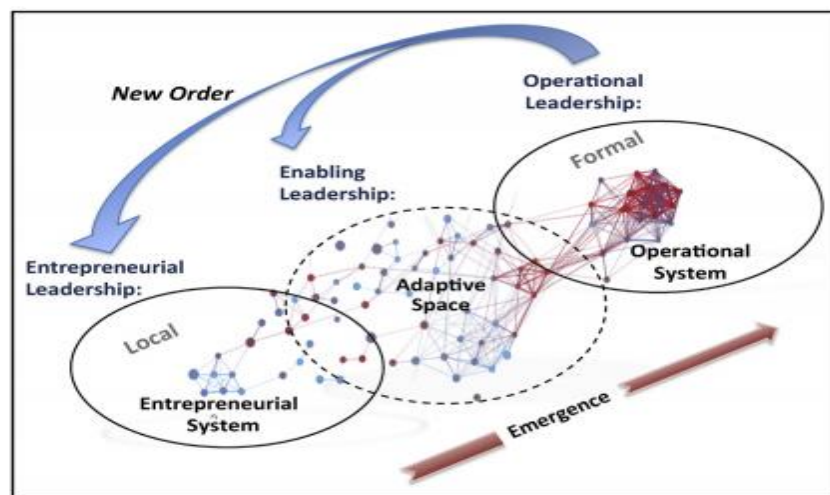 New Order
Operational
Leadership:
Formal
Enabling
Leadership:
Operational
System
Entrepreneurial
Leadership:
Adaptive
Space
Local
Entrepreneurial
System
Emergence